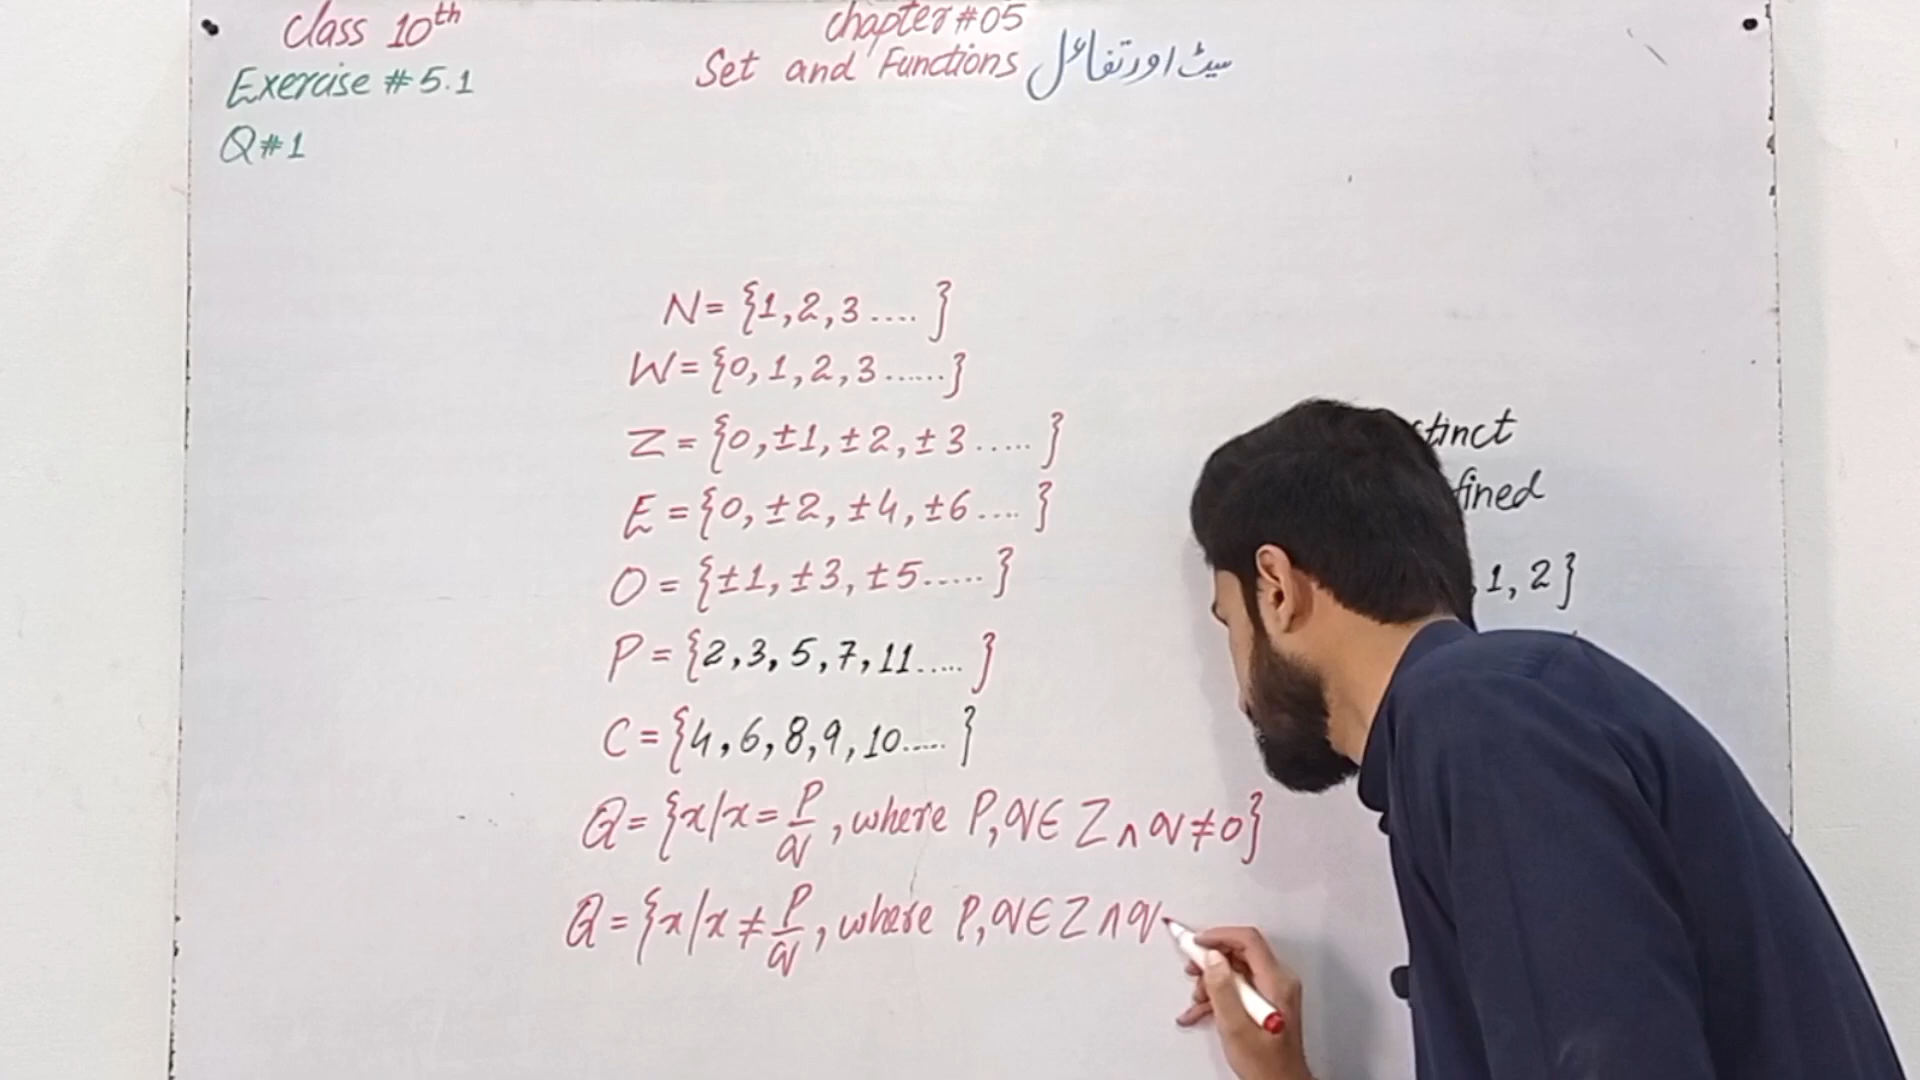 Class 10th
Exercise # 5.1
Q#1
Chapter#05
Set and Functions سیٹ اور تفاعل
N= {1,2,3.... }
W= {0,1,2,3......}
Z = {0,±1,±2,±3..... }
E = {0,±2,±4,±6.... }
O = {±1,±3,±5..... }
P = {2,3,5,7,11..... }
C = {4,6,8,9,10..... }
Q= {x/x= P/q , where P,q∈ Z ∧ q≠0}
Q= {x/x ≠ P/q , where P,q∈Z ∧ q
1, 2}